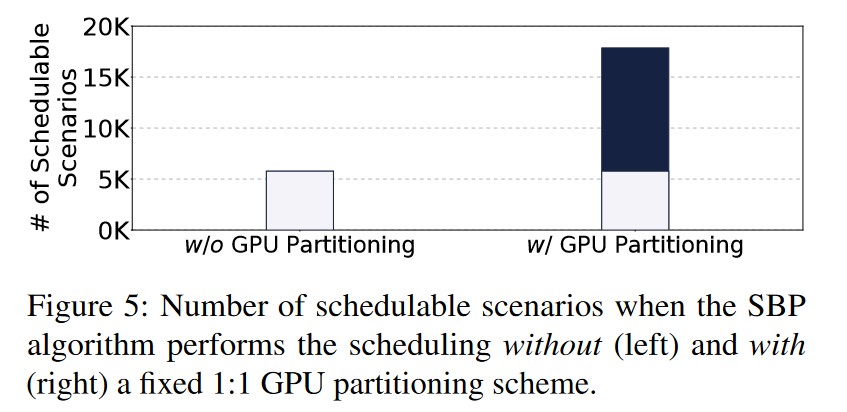 # of Schedulable
Scenarios
20K
15K
10K
5K
0K
w/o GPU Partitioning
w/ GPU Partitioning
Figure 5: Number of schedulable scenarios when the SBP
algorithm performs the scheduling without (left) and with
(right) a fixed 1:1 GPU partitioning scheme.